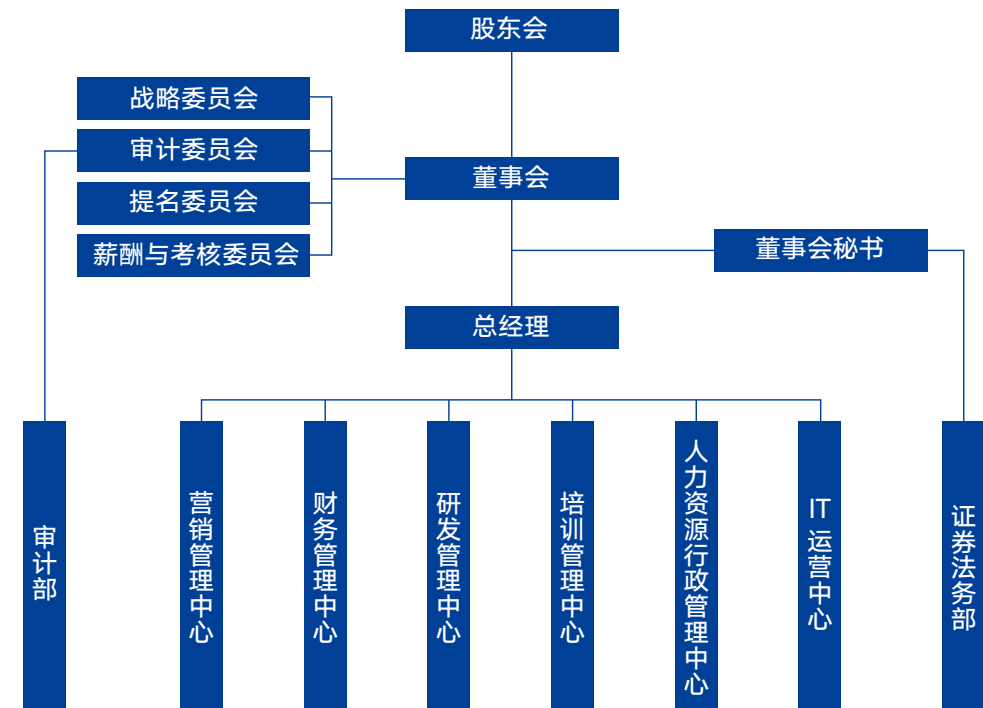 股东会
战略委员会
审计委员会
董事会
提名委员会
董事会秘书
薪酬与考核委员会
总经理
审计部
营销管理中心
财务管理中心
研发管理中心
培训管理中心
人力资源行政管理中心
IT运营中心
证券法务部